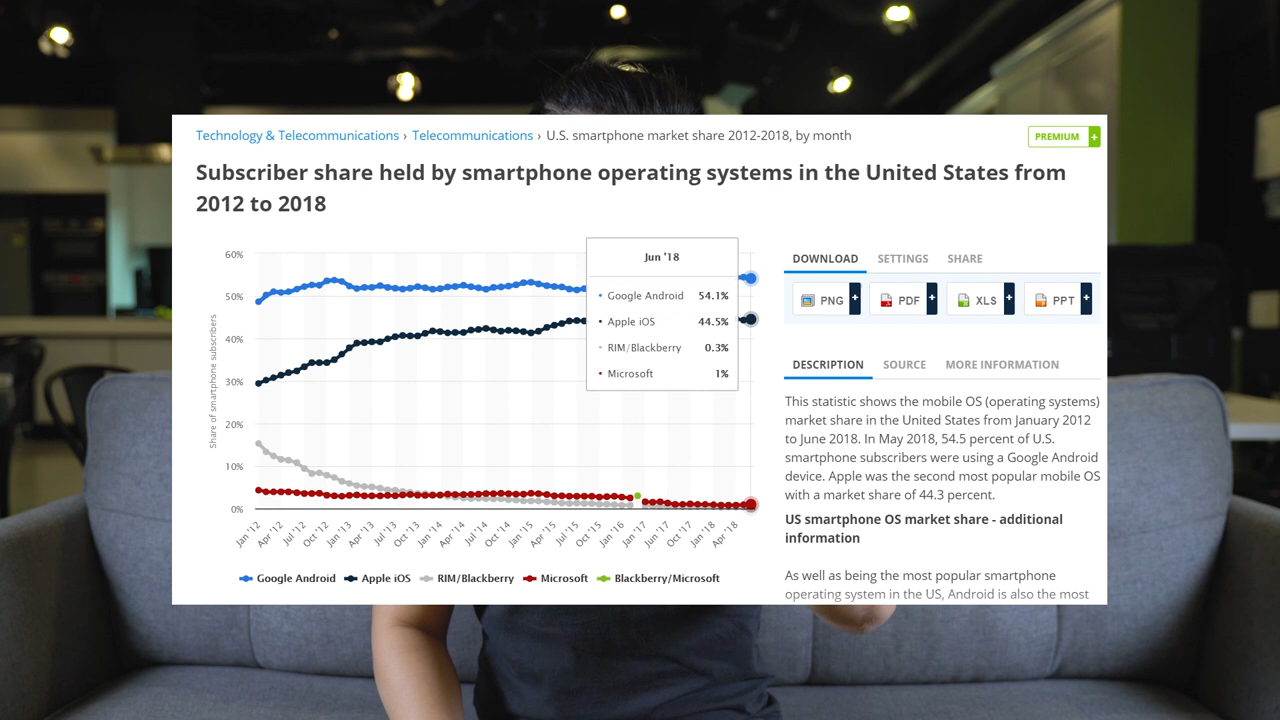 Technology & Telecommunications › Telecommunications › U.S. smartphone market share 2012-2018, by month
PREMIUM +
Subscriber share held by smartphone operating systems in the United States from
2012 to 2018
Share of smartphone subscribers
60%
50%
40%
30%
20%
10%
0%
Jan '12
Apr '12
Jul '12
Oct '12
Jan '13
Apr '13
Jul '13
Oct '13
Jan '14
Apr '14
Jul '14
Oct '14
Jan '15
Apr '15
Jul '15
Oct '15
Jan '16
Jan '17
Jun '17
Oct '17
Jan '18
Apr '18
Jun '18
Google Android 54.1%
Apple iOS 44.5%
RIM/Blackberry 0.3%
Microsoft 1%
Google Android Apple iOS RIM/Blackberry Microsoft Blackberry/Microsoft
DOWNLOAD SETTINGS SHARE
PNG + PDF + XLS + PPT +
DESCRIPTION SOURCE MORE INFORMATION
This statistic shows the mobile OS (operating systems)
market share in the United States from January 2012
to June 2018. In May 2018, 54.5 percent of U.S.
smartphone subscribers were using a Google Android
device. Apple was the second most popular mobile OS
with a market share of 44.3 percent.
US smartphone OS market share - additional
information
As well as being the most popular smartphone
operating system in the US, Android is also the most